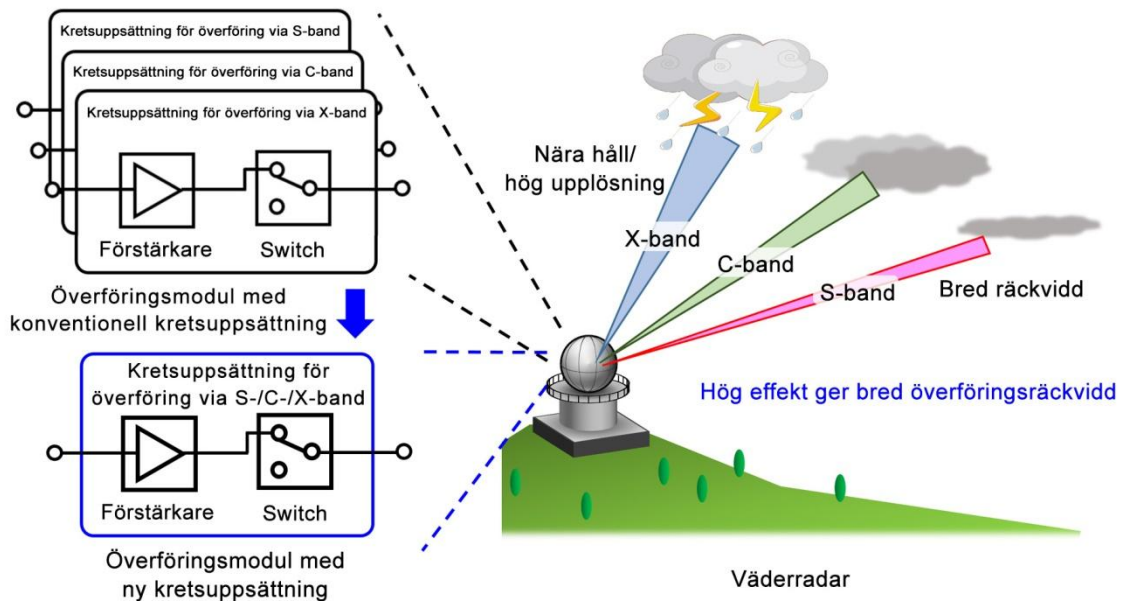 Kretsuppsättning för överföring via S-band
Kretsuppsättning för överföring via C-band
Kretsuppsättning för överföring via X-band
Förstärkare
Switch
Överföringsmodul med
konventionell kretsuppsättning
Kretsuppsättning för
överföring via S-/C-/X-band
Förstärkare
Switch
Överföringsmodul med
ny kretsuppsättning
Nära håll/
hög upplösning
X-band
C-band
S-band
Bred räckvidd
Hög effekt ger bred överföringsräckvidd
Väderradar